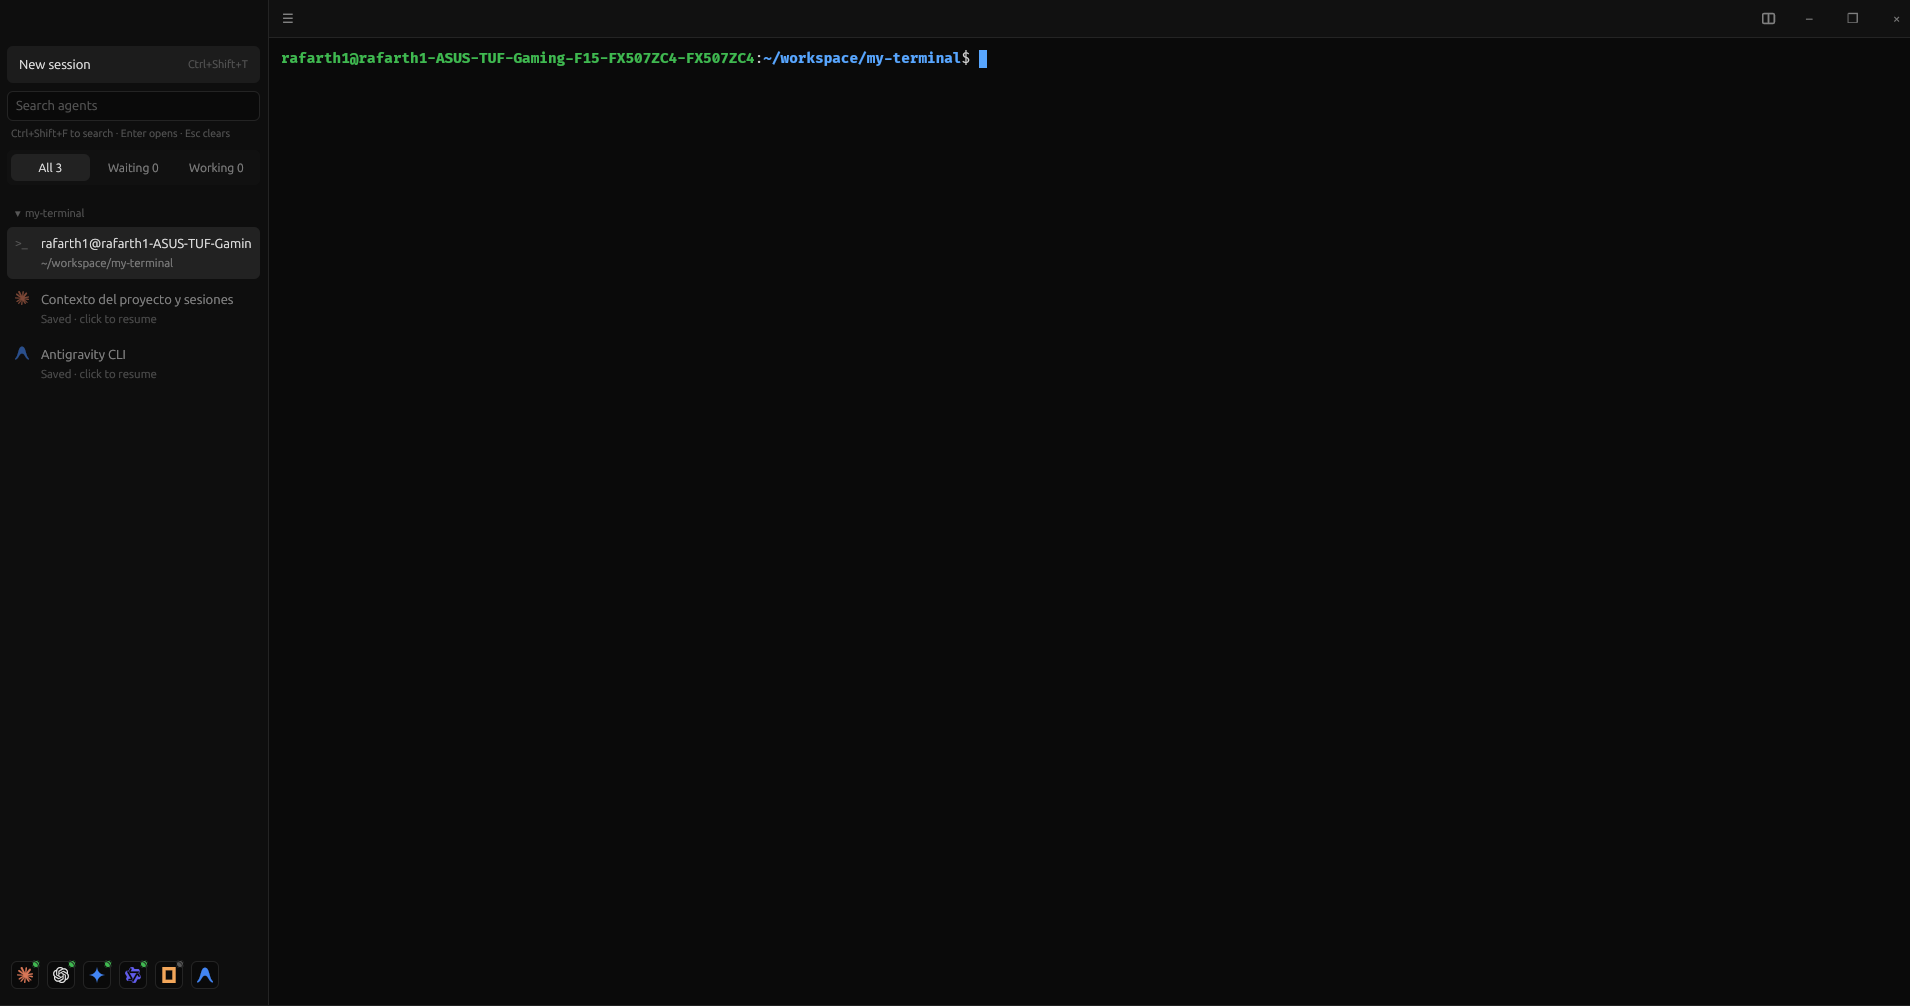 New session Ctrl+Shift+T
Search agents
Ctrl+Shift+F to search · Enter opens · Esc clears
All 3 Waiting 0 Working 0
▾ my-terminal
>_ rafarth1@rafarth1-ASUS-TUF-Gamin
~/workspace/my-terminal
Contexto del proyecto y sesiones
Saved · click to resume
Antigravity CLI
Saved · click to resume
rafarth1@rafarth1-ASUS-TUF-Gaming-F15-FX507ZC4-FX507ZC4:~/workspace/my-terminal$